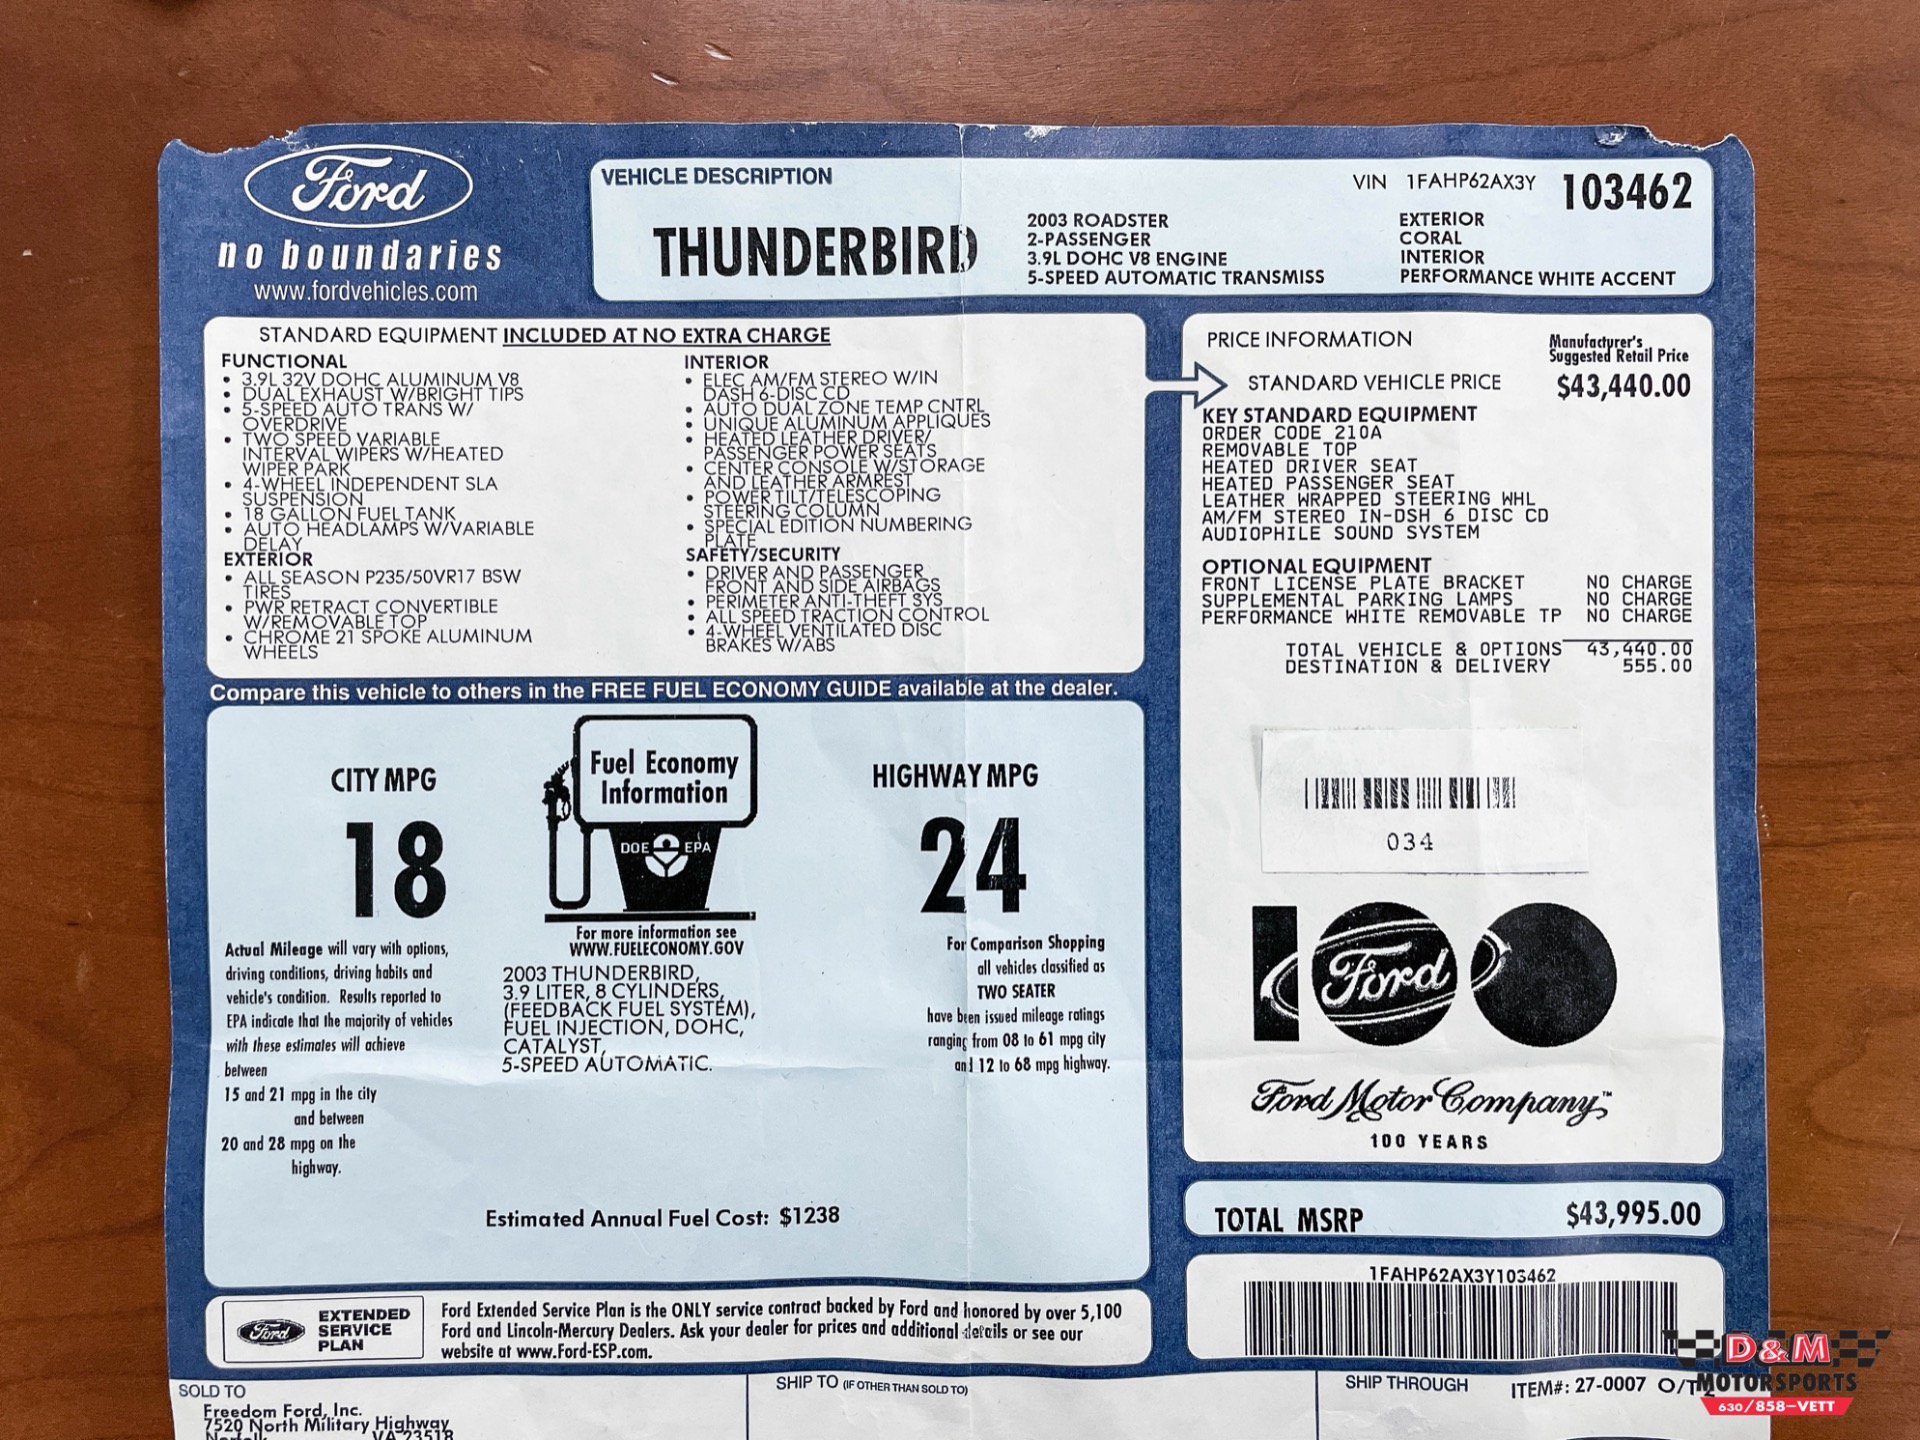 Ford
no boundaries
www.fordvehicles.com
VEHICLE DESCRIPTION
THUNDERBIRD
2003 ROADSTER
2-PASSENGER
3.9L DOHC V8 ENGINE
5-SPEED AUTOMATIC TRANSMISS
VIN 1FAHP62AX3Y 103462
EXTERIOR
CORAL
INTERIOR
PERFORMANCE WHITE ACCENT
STANDARD EQUIPMENT INCLUDED AT NO EXTRA CHARGE
FUNCTIONAL
• 3.9L 32V DOHC ALUMINUM V8
• DUAL EXHAUST W/BRIGHT TIPS
• 5-SPEED AUTO TRANS W/
OVERDRIVE
• TWO SPEED VARIABLE
INTERVAL WIPERS W/HEATED
WIPER PARK
• 4-WHEEL INDEPENDENT SLA
SUSPENSION
• 18 GALLON FUEL TANK
• AUTO HEADLAMPS W/VARIABLE
DELAY
EXTERIOR
• ALL SEASON P235/50VR17 BSW
TIRES
• PWR RETRACT CONVERTIBLE
W/REMOVABLE TOP
• CHROME 21 SPOKE ALUMINUM
WHEELS
INTERIOR
• ELEC AM/FM STEREO W/IN
DASH 6-DISC CD
• AUTO DUAL ZONE TEMP CNTRL
• UNIQUE ALUMINUM APPLIQUES
• HEATED LEATHER DRIVER/
PASSENGER POWER SEATS
• CENTER CONSOLE W/STORAGE
AND LEATHER ARMREST
• POWER TILT/TELESCOPING
STEERING COLUMN
• SPECIAL EDITION NUMBERING
PLATE
SAFETY/SECURITY
• DRIVER AND PASSENGER
FRONT AND SIDE AIRBAGS
• PERIMETER ANTI-THEFT SYS
• ALL SPEED TRACTION CONTROL
• 4-WHEEL VENTILATED DISC
BRAKES W/ABS
PRICE INFORMATION
Manufacturer's
Suggested Retail Price
STANDARD VEHICLE PRICE $43,440.00
KEY STANDARD EQUIPMENT
ORDER CODE 210A
REMOVABLE TOP
HEATED DRIVER SEAT
HEATED PASSENGER SEAT
LEATHER WRAPPED STEERING WHL
AM/FM STEREO IN-DSH 6 DISC CD
AUDIOPHILE SOUND SYSTEM
OPTIONAL EQUIPMENT
FRONT LICENSE PLATE BRACKET NO CHARGE
SUPPLEMENTAL PARKING LAMPS NO CHARGE
PERFORMANCE WHITE REMOVABLE TP NO CHARGE
TOTAL VEHICLE & OPTIONS 43,440.00
DESTINATION & DELIVERY 555.00
034
100
Ford
Ford Motor Company™
100 YEARS
TOTAL MSRP $43,995.00
1FAHP62AX3Y103462
Compare this vehicle to others in the FREE FUEL ECONOMY GUIDE available at the dealer.
CITY MPG
18
Actual Mileage will vary with options,
driving conditions, driving habits and
vehicle's condition. Results reported to
EPA indicate that the majority of vehicles
with these estimates will achieve
between
15 and 21 mpg in the city
and between
20 and 28 mpg on the
highway.
Fuel Economy
Information
DOE EPA
For more information see
WWW.FUELECONOMY.GOV
2003 THUNDERBIRD,
3.9 LITER, 8 CYLINDERS,
(FEEDBACK FUEL SYSTEM),
FUEL INJECTION, DOHC,
CATALYST,
5-SPEED AUTOMATIC.
HIGHWAY MPG
24
For Comparison Shopping
all vehicles classified as
TWO SEATER
have been issued mileage ratings
ranging from 08 to 61 mpg city
and 12 to 68 mpg highway.
Estimated Annual Fuel Cost: $1238
Ford
EXTENDED
SERVICE
PLAN
Ford Extended Service Plan is the ONLY service contract backed by Ford and honored by over 5,100
Ford and Lincoln-Mercury Dealers. Ask your dealer for prices and additional details or see our
website at www.Ford-ESP.com.
SOLD TO
Freedom Ford, Inc.
7520 North Military Highway
Norfolk VA 23518
SHIP TO (IF OTHER THAN SOLD TO)
SHIP THROUGH
ITEM#: 27-0007 O/T2
D&M
MOTORSPORTS
630/858-VETT